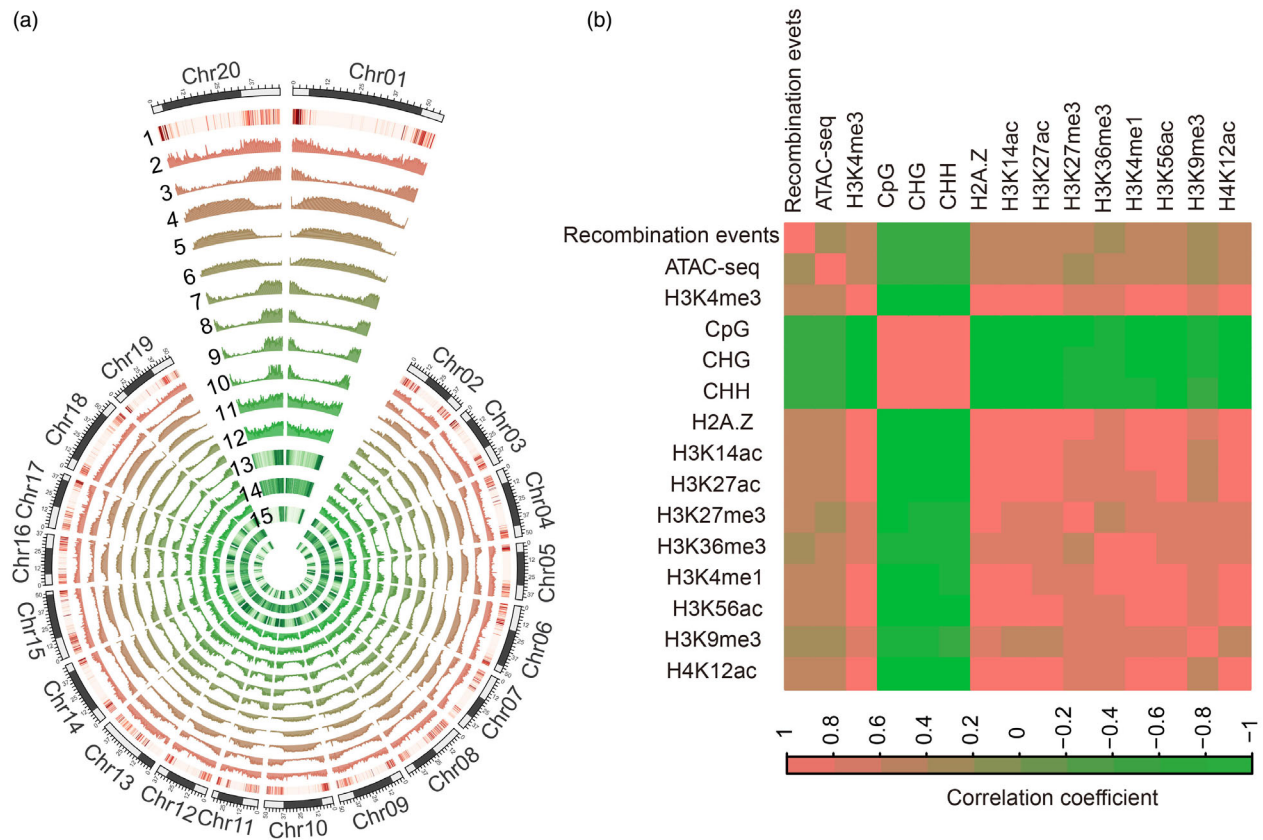 (a)
(b)
Chr20
Chr01
Chr02
Chr03
Chr04
Chr05
Chr06
Chr07
Chr08
Chr09
Chr10
Chr11
Chr12
Chr13
Chr14
Chr15
Chr16
Chr17
Chr18
Chr19
1
2
3
4
5
6
7
8
9
10
11
12
13
14
15
Recombination evets
ATAC-seq
H3K4me3
CpG
CHG
CHH
H2A.Z
H3K14ac
H3K27ac
H3K27me3
H3K36me3
H3K4me1
H3K56ac
H3K9me3
H4K12ac
Recombination events
ATAC-seq
H3K4me3
CpG
CHG
CHH
H2A.Z
H3K14ac
H3K27ac
H3K27me3
H3K36me3
H3K4me1
H3K56ac
H3K9me3
H4K12ac
1 0.8 0.6 0.4 0.2 0 −0.2 −0.4 −0.6 −0.8 −1
Correlation coefficient